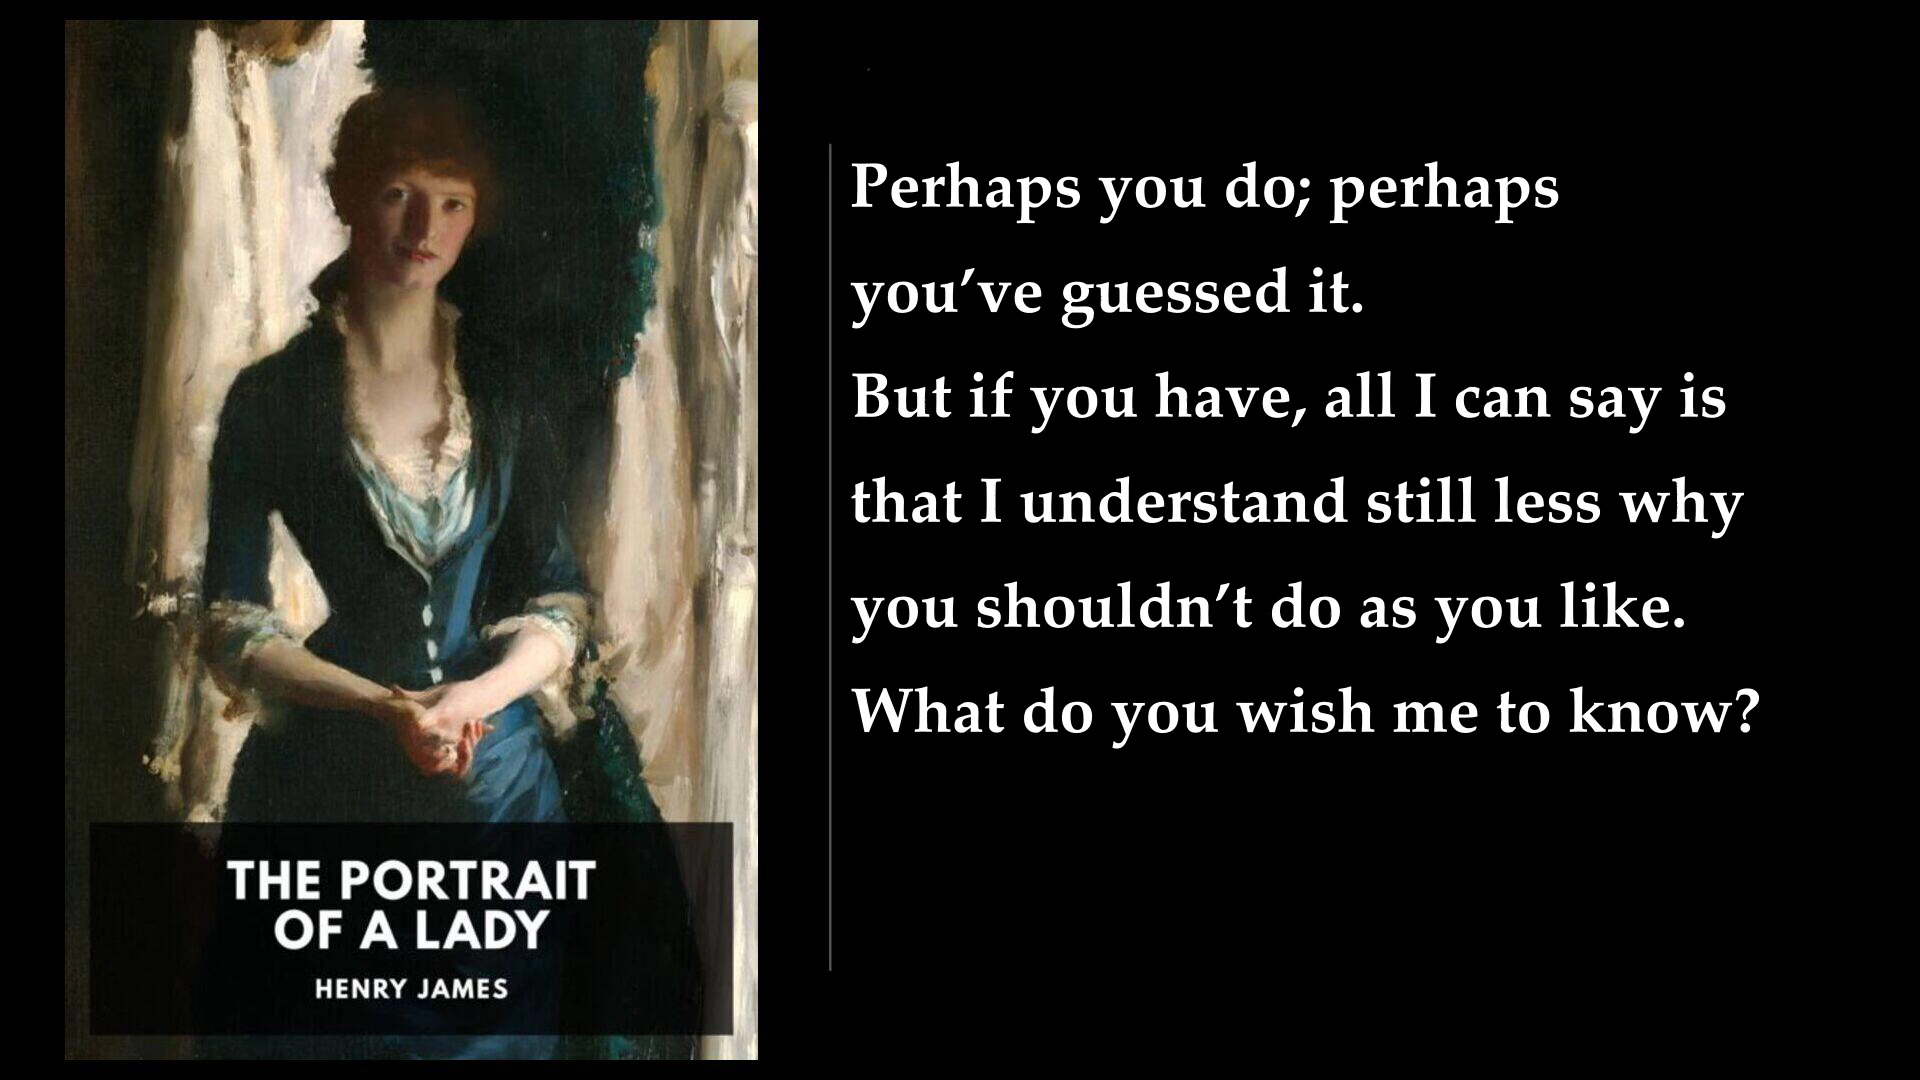 THE PORTRAIT
OF A LADY
HENRY JAMES
Perhaps you do; perhaps
you’ve guessed it.
But if you have, all I can say is
that I understand still less why
you shouldn’t do as you like.
What do you wish me to know?